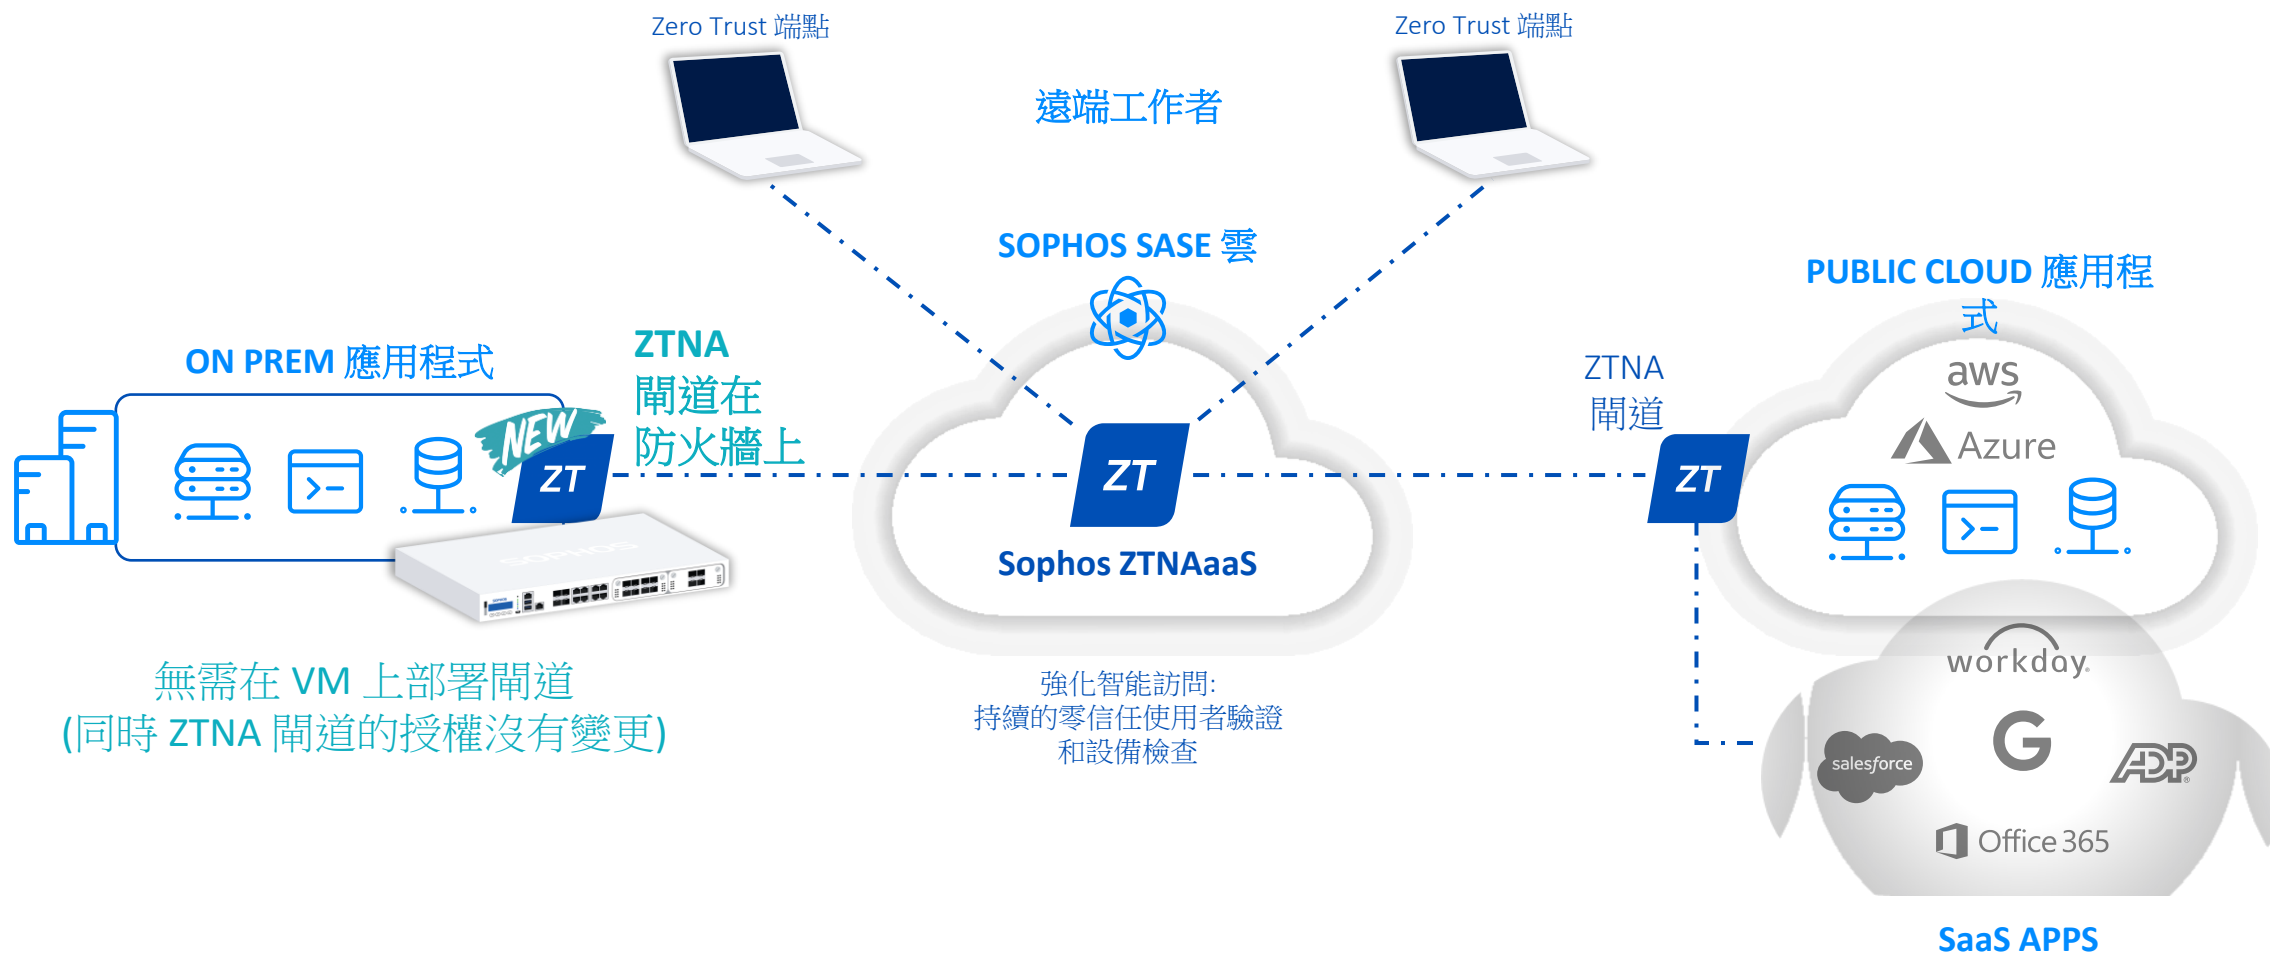 Zero Trust 端點
Zero Trust 端點
遠端工作者
SOPHOS SASE 雲
PUBLIC CLOUD 應用程
式
ZTNA
閘道在
防火牆上
ON PREM 應用程式
ZTNA
閘道
aws
Azure
NEW
ZT
ZT
ZT
Sophos ZTNAaaS
SOPHOS
無需在 VM 上部署閘道
(同時 ZTNA 閘道的授權沒有變更)
強化智能訪問:
持續的零信任使用者驗證
和設備檢查
workday.
G
salesforce
ADP
Office 365
SaaS APPS